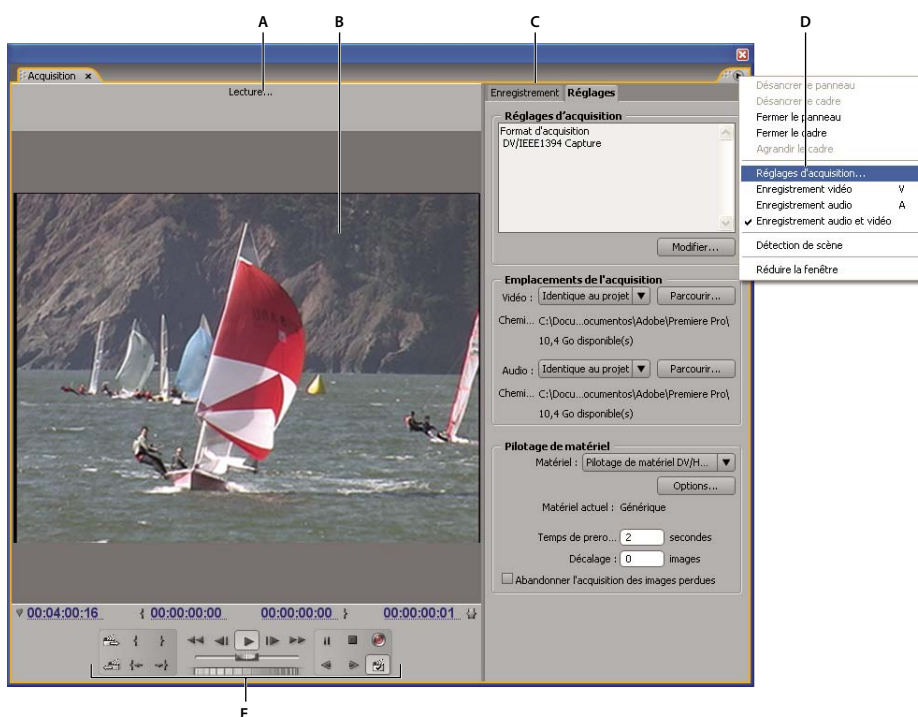 A B C D
Acquisition
Lecture...
Enregistrement Réglages
Réglages d'acquisition
Format d'acquisition
DV/IEEE1394 Capture
Modifier...
Emplacements de l'acquisition
Vidéo : Identique au projet Parcourir...
Chemi... C:\Docu...ocumentos\Adobe\Premiere Pro\
10,4 Go disponible(s)
Audio : Identique au projet Parcourir...
Chemi... C:\Docu...ocumentos\Adobe\Premiere Pro\
10,4 Go disponible(s)
Pilotage de matériel
Matériel : Pilotage de matériel DV/H...
Options...
Matériel actuel : Générique
Temps de prero... 2 secondes
Décalage : 0 images
Abandonner l'acquisition des images perdues
Désancrer le panneau
Désancrer le cadre
Fermer le panneau
Fermer le cadre
Agrandir le cadre
Réglages d'acquisition...
Enregistrement vidéo V
Enregistrement audio A
Enregistrement audio et vidéo
Détection de scène
Réduire la fenêtre
00:04:00:16 { 00:00:00:00 00:00:00:00 } 00:00:00:01 {}
E